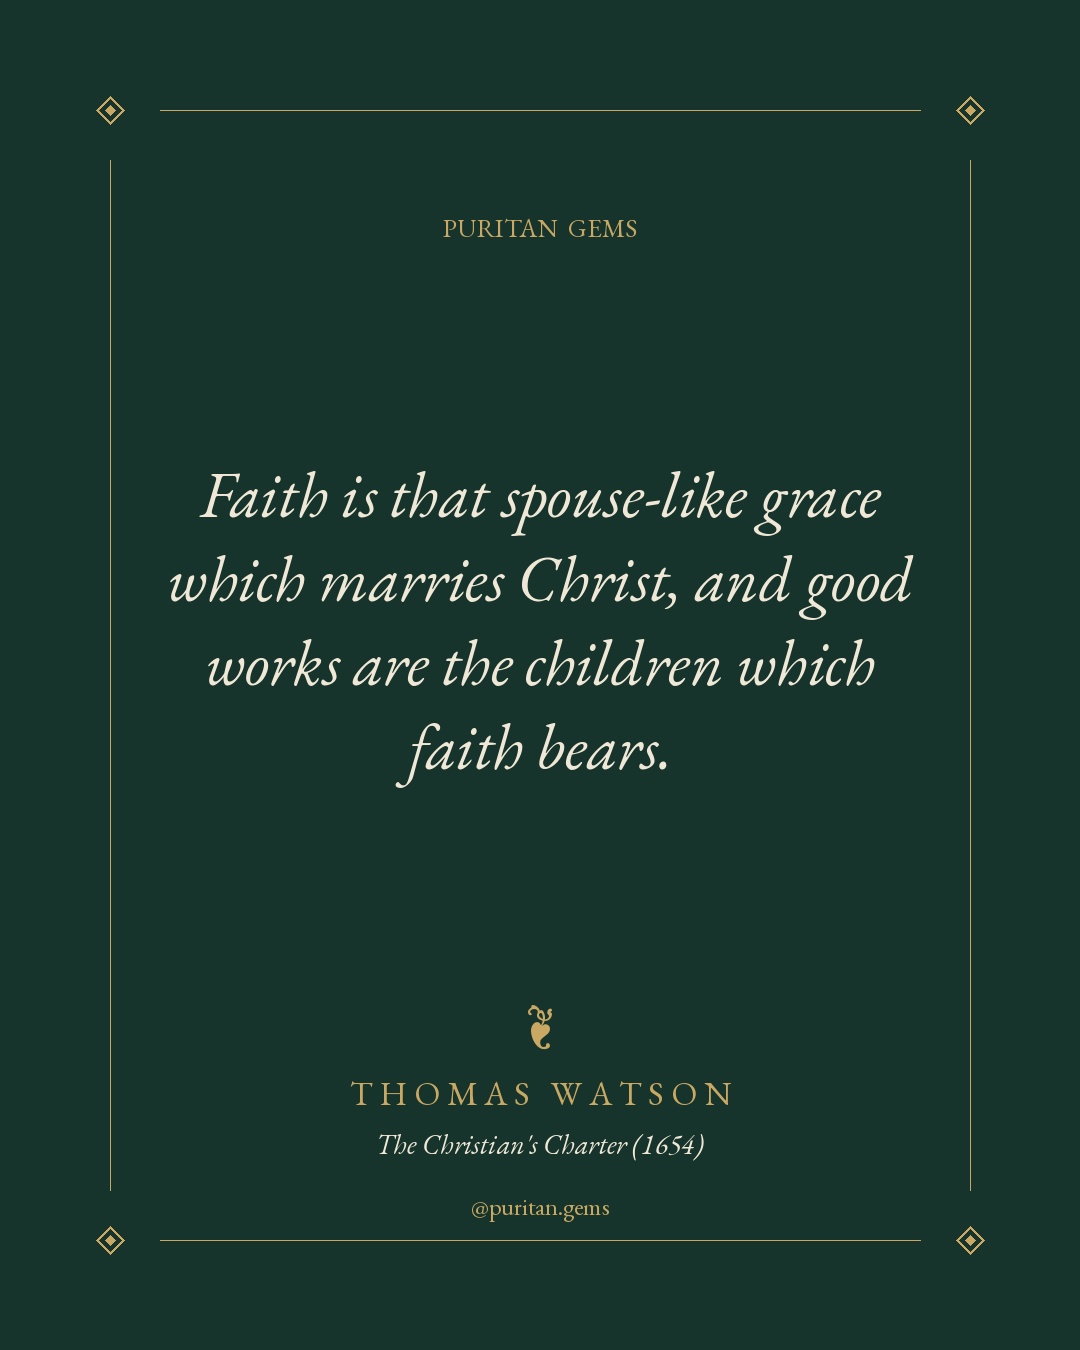 PURITAN GEMS
Faith is that spouse-like grace
which marries Christ, and good
works are the children which
faith bears.
THOMAS WATSON
The Christian's Charter (1654)
@puritan.gems